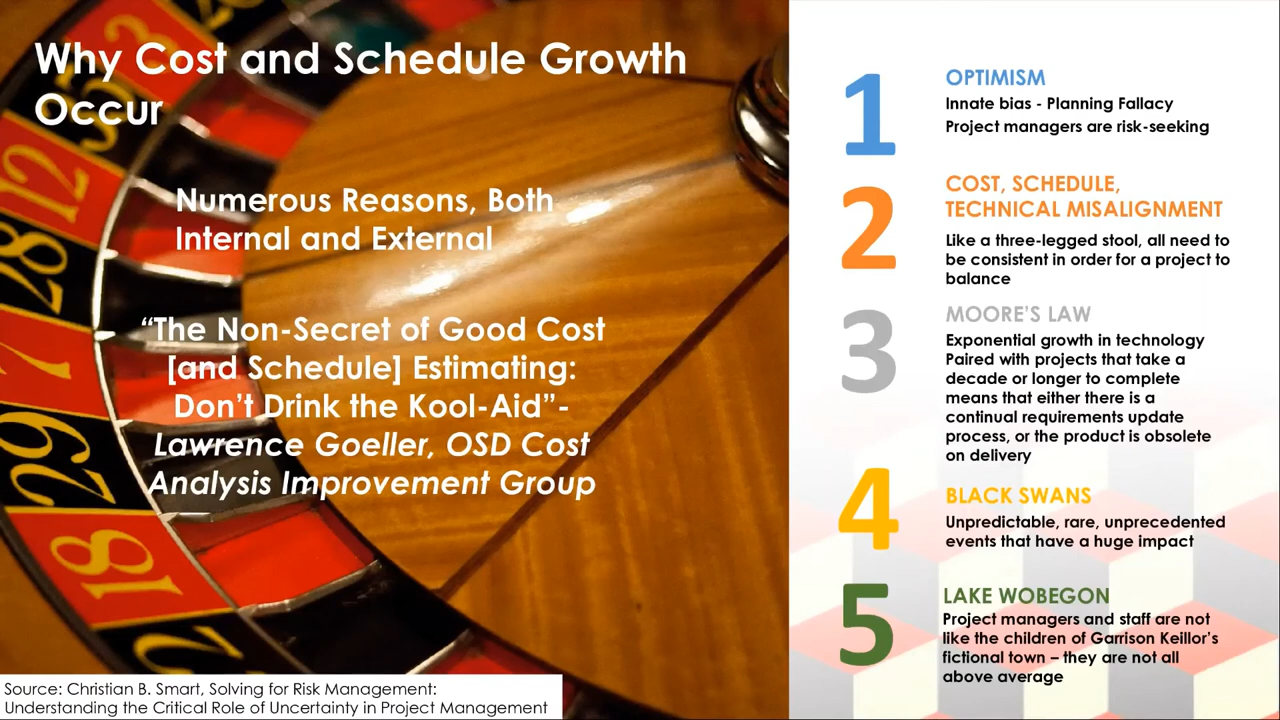 Why Cost and Schedule Growth
Occur
Numerous Reasons, Both
Internal and External
“The Non-Secret of Good Cost
[and Schedule] Estimating:
Don’t Drink the Kool-Aid”-
Lawrence Goeller, OSD Cost
Analysis Improvement Group
1
OPTIMISM
Innate bias - Planning Fallacy
Project managers are risk-seeking
2
COST, SCHEDULE,
TECHNICAL MISALIGNMENT
Like a three-legged stool, all need to
be consistent in order for a project to
balance
3
MOORE’S LAW
Exponential growth in technology
Paired with projects that take a
decade or longer to complete
means that either there is a
continual requirements update
process, or the product is obsolete
on delivery
4
BLACK SWANS
Unpredictable, rare, unprecedented
events that have a huge impact
5
LAKE WOBEGON
Project managers and staff are not
like the children of Garrison Keillor’s
fictional town – they are not all
above average
12
28
7
29
18
Source: Christian B. Smart, Solving for Risk Management:
Understanding the Critical Role of Uncertainty in Project Management